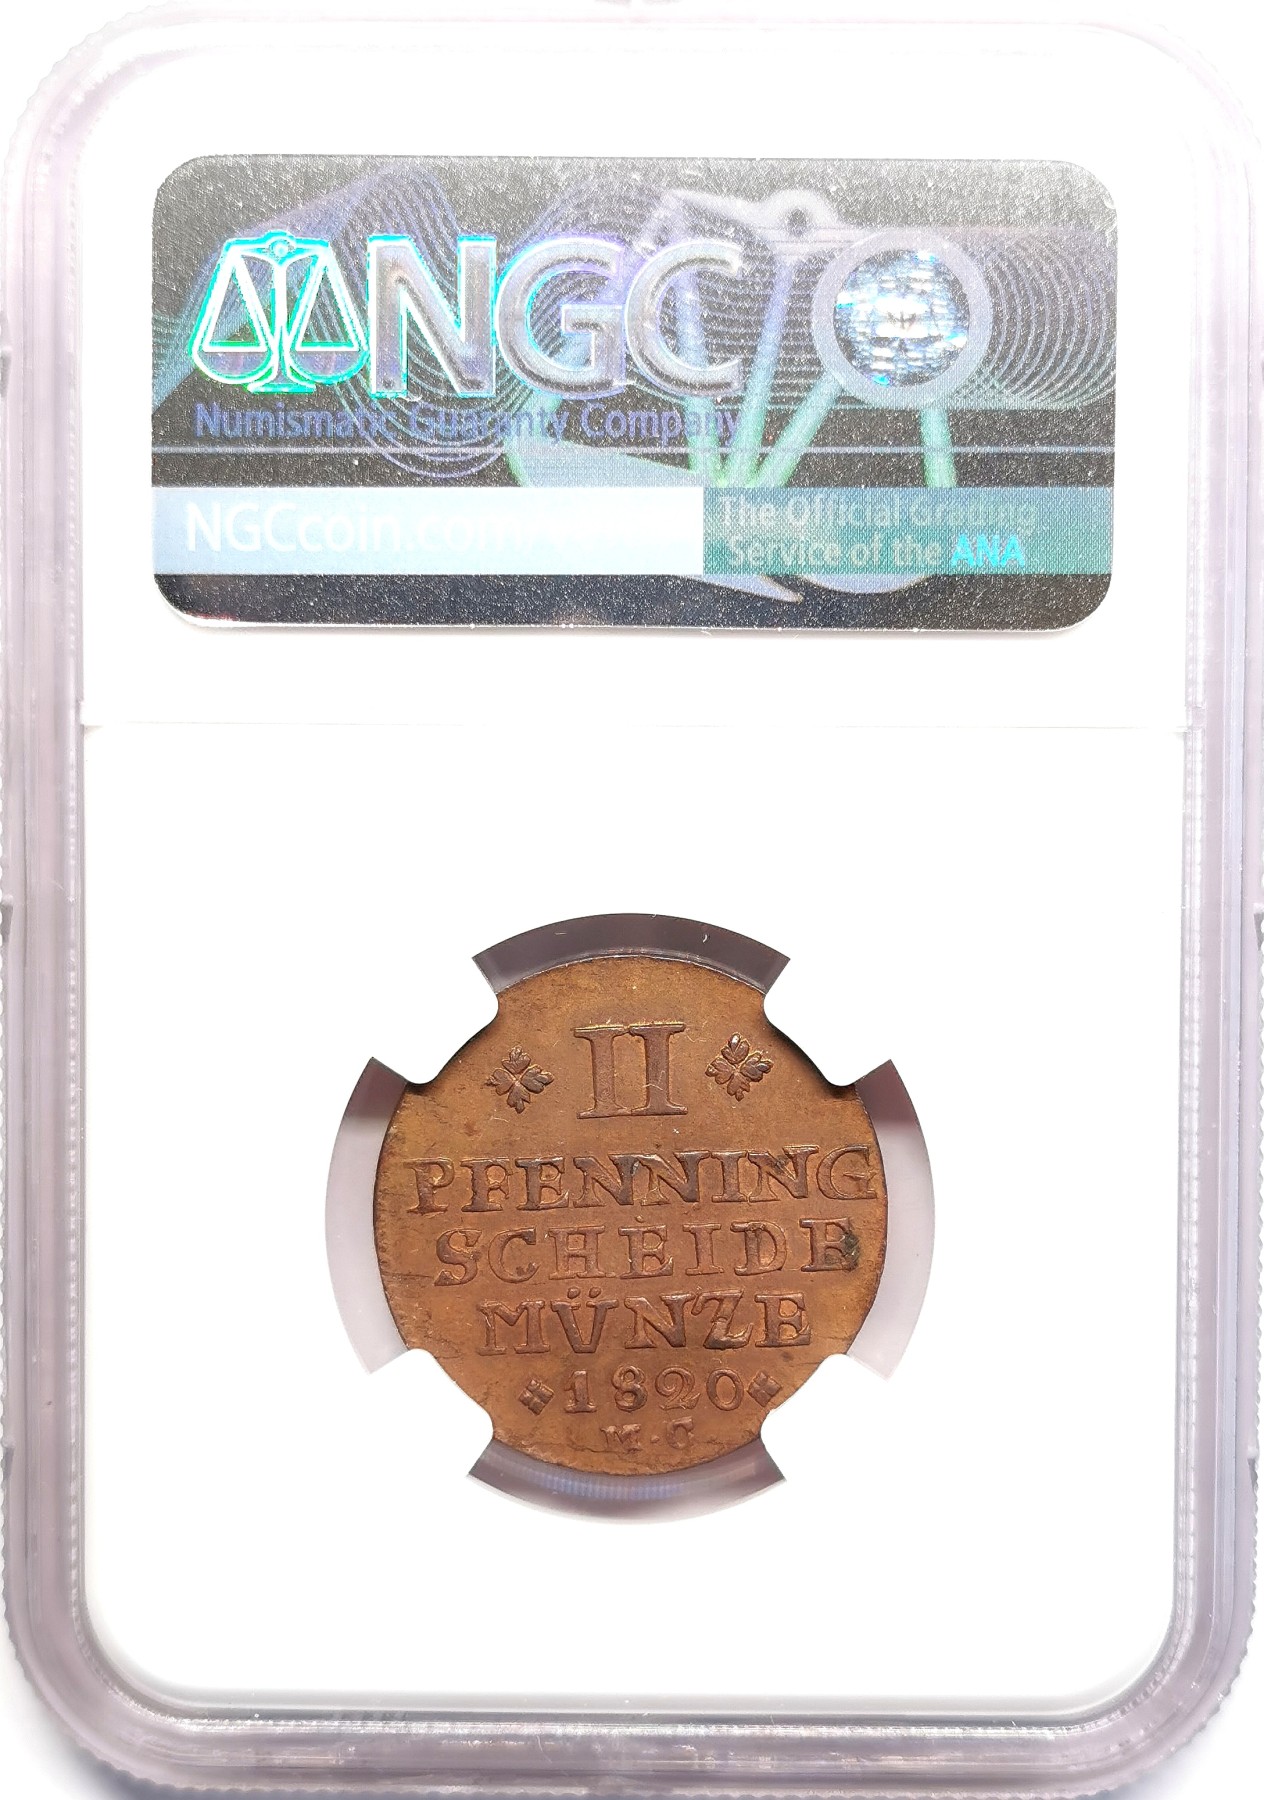 NGC
Numismatic Guaranty Company
NGCcoin.com/
The Official Grading
Service of the ANA
II
PFENNING
SCHEIDE
MÜNZE
1820
M.C